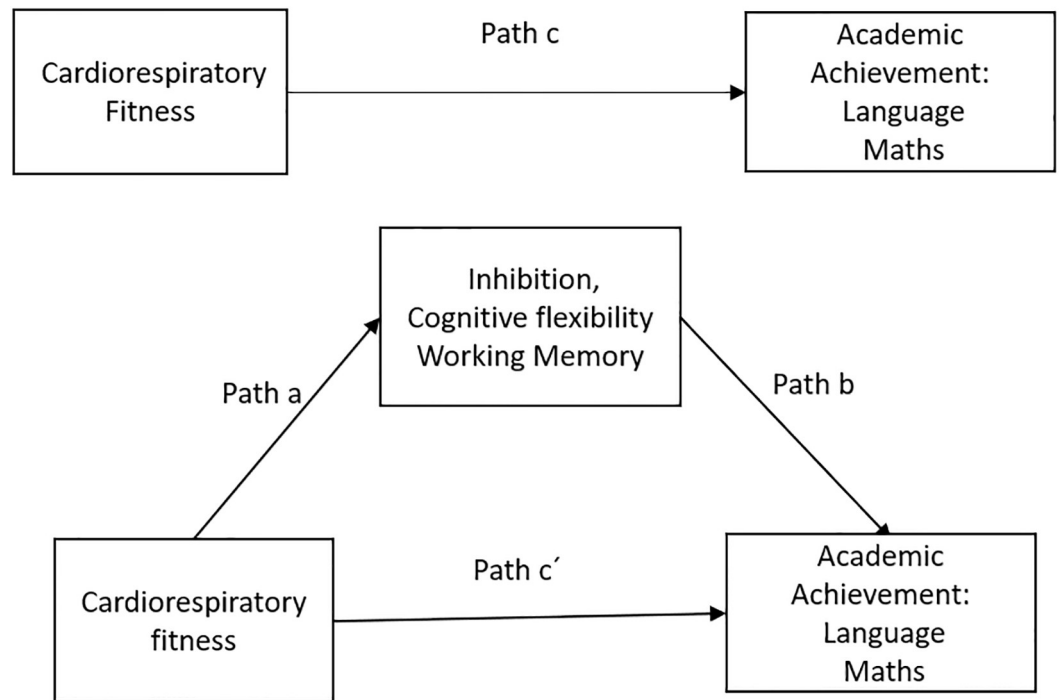 Path c
Cardiorespiratory
Fitness
Academic
Achievement:
Language
Maths
Inhibition,
Cognitive flexibility
Working Memory
Path a
Path b
Path c´
Cardiorespiratory
fitness
Academic
Achievement:
Language
Maths